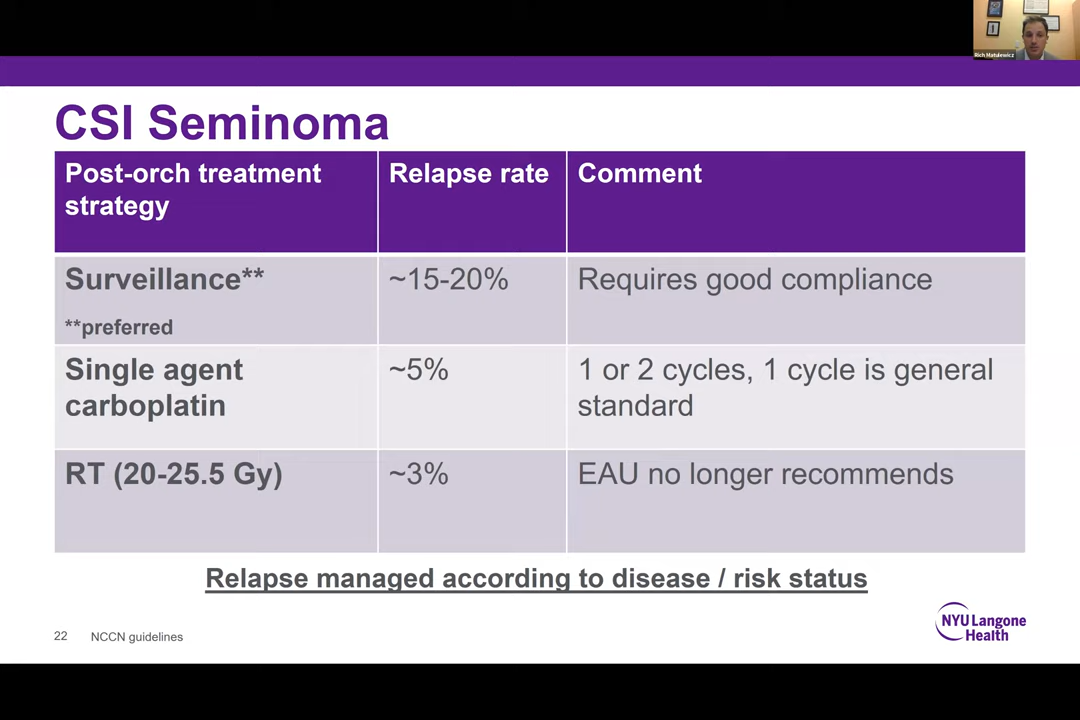 Rich Matulewicz
CSI Seminoma
Post-orch treatment
strategy
Relapse rate
Comment
Surveillance**
**preferred
~15-20%
Requires good compliance
Single agent
carboplatin
~5%
1 or 2 cycles, 1 cycle is general
standard
RT (20-25.5 Gy)
~3%
EAU no longer recommends
Relapse managed according to disease / risk status
22
NCCN guidelines
NYU Langone
Health